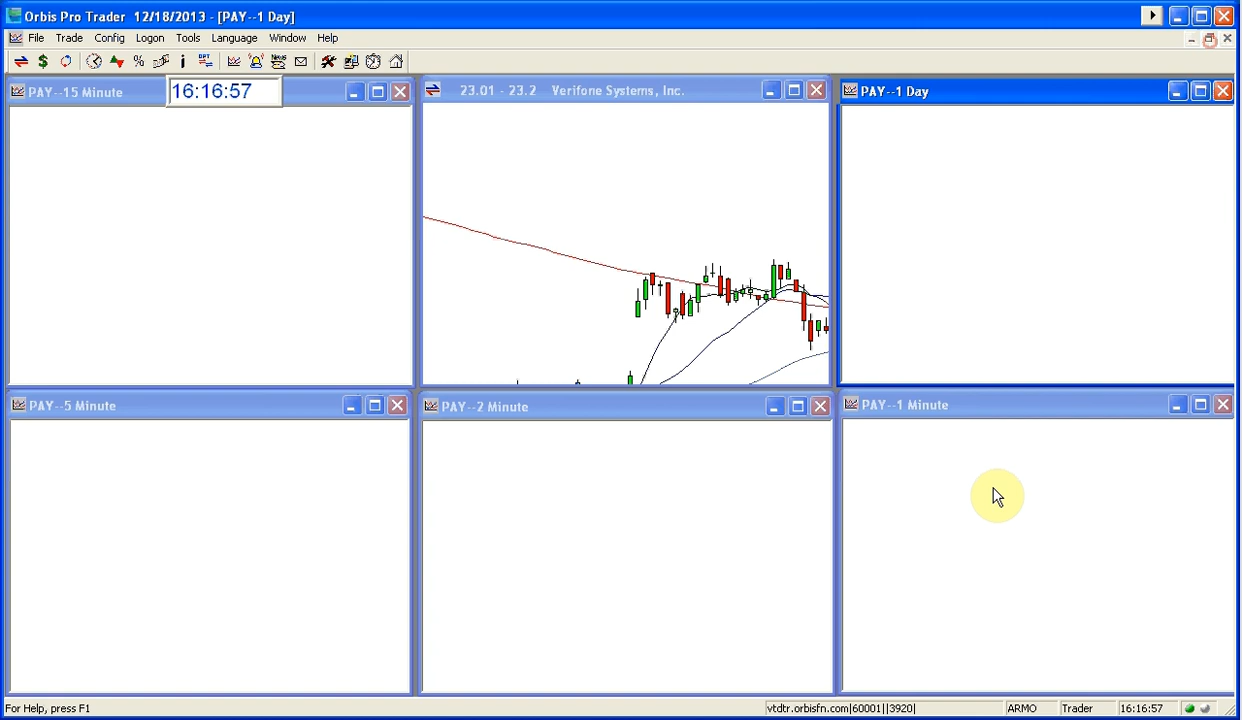 Orbis Pro Trader 12/18/2013 - [PAY--1 Day]
File Trade Config Logon Tools Language Window Help
$ % i OPT News
PAY--15 Minute
16:16:57
23.01 - 23.2 Verifone Systems, Inc.
PAY--1 Day
PAY--5 Minute
PAY--2 Minute
PAY--1 Minute
For Help, press F1
vtdtr.orbisfn.com|60001||3920|
ARMO
Trader
16:16:57